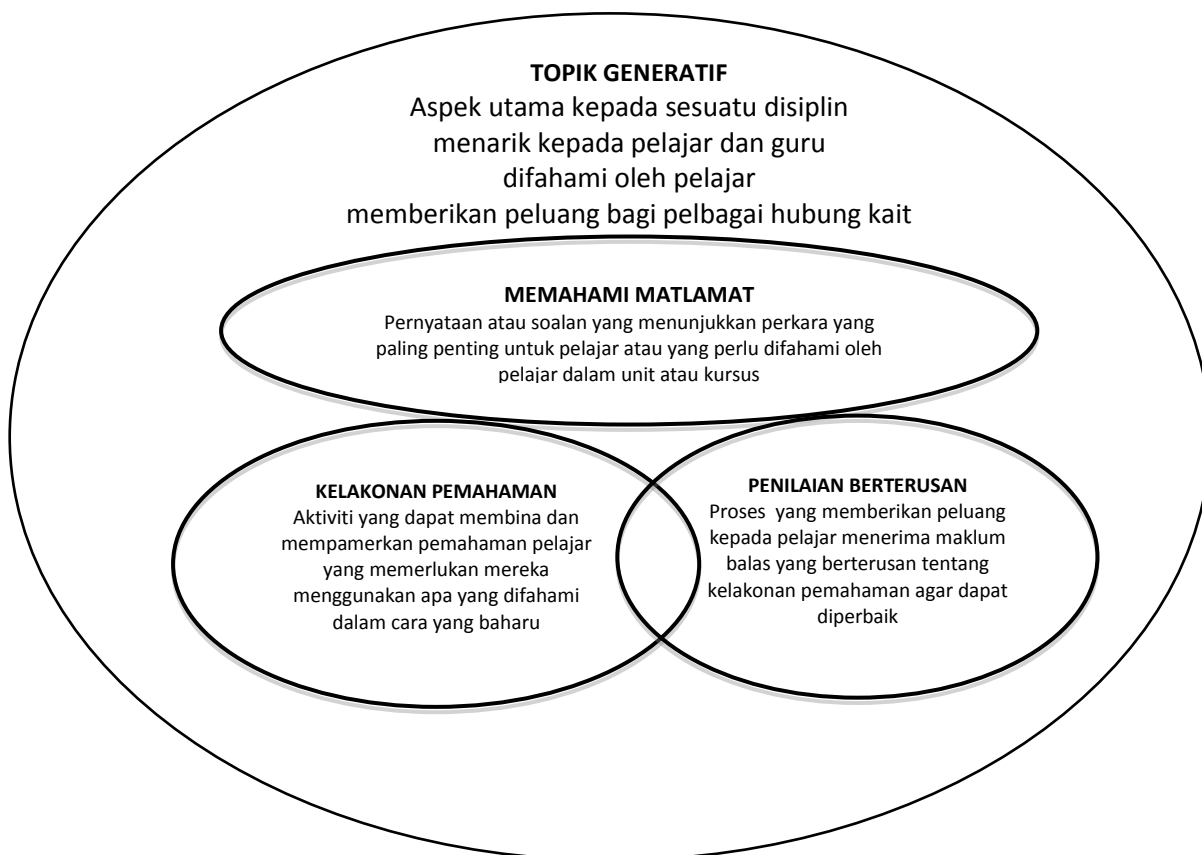 TOPIK GENERATIF
Aspek utama kepada sesuatu disiplin
menarik kepada pelajar dan guru
difahami oleh pelajar
memberikan peluang bagi pelbagai hubung kait
MEMAHAMI MATLAMAT
Pernyataan atau soalan yang menunjukkan perkara yang
paling penting untuk pelajar atau yang perlu difahami oleh
pelajar dalam unit atau kursus
KELAKONAN PEMAHAMAN
Aktiviti yang dapat membina dan
mempamerkan pemahaman pelajar
yang memerlukan mereka
menggunakan apa yang difahami
dalam cara yang baharu
PENILAIAN BERTERUSAN
Proses yang memberikan peluang
kepada pelajar menerima maklum
balas yang berterusan tentang
kelakonan pemahaman agar dapat
diperbaik